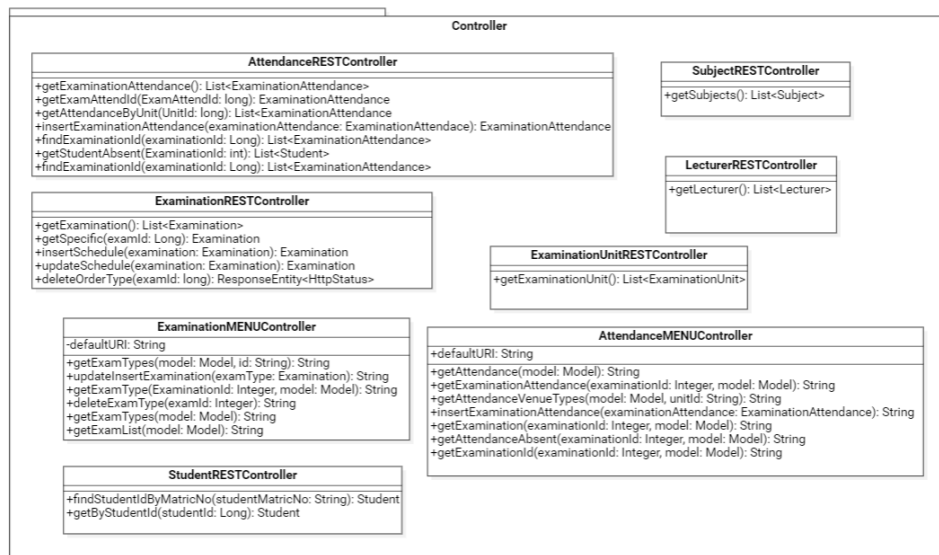 Controller
AttendanceRESTController
+getExaminationAttendance(): List<ExaminationAttendance>
+getExamAttendId(ExamAttendId: long): ExaminationAttendance
+getAttendanceByUnit(UnitId: long): List<ExaminationAttendance
+insertExaminationAttendance(examinationAttendance: ExaminationAttendace): ExaminationAttendance
+findExaminationId(examinationId: Long): List<ExaminationAttendance>
+getStudentAbsent(ExaminationId: int): List<Student>
+findExaminationId(examinationId: Long): List<ExaminationAttendance>
SubjectRESTController
+getSubjects(): List<Subject>
LecturerRESTController
+getLecturer(): List<Lecturer>
ExaminationRESTController
+getExamination(): List<Examination>
+getSpecific(examId: Long): Examination
+insertSchedule(examination: Examination): Examination
+updateSchedule(examination: Examination): Examination
+deleteOrderType(examId: long): ResponseEntity<HttpStatus>
ExaminationUnitRESTController
+getExaminationUnit(): List<ExaminationUnit>
ExaminationMENUController
-defaultURI: String
+getExamTypes(model: Model, id: String): String
+updateInsertExamination(examType: Examination): String
+getExamType(ExaminationId: Integer, model: Model): String
+deleteExamType(examId: Integer): String
+getExamTypes(model: Model): String
+getExamList(model: Model): String
AttendanceMENUController
+defaultURI: String
+getAttendance(model: Model): String
+getExaminationAttendance(examinationId: Integer, model: Model): String
+getAttendanceVenueTypes(model: Model, unitId: String): String
+insertExaminationAttendance(examinationAttendance: ExaminationAttendance): String
+getExamination(examinationId: Integer, model: Model): String
+getAttendanceAbsent(examinationId: Integer, model: Model): String
+getExaminationId(examinationId: Integer, model: Model): String
StudentRESTController
+findStudentIdByMatricNo(studentMatricNo: String): Student
+getByStudentId(studentId: Long): Student